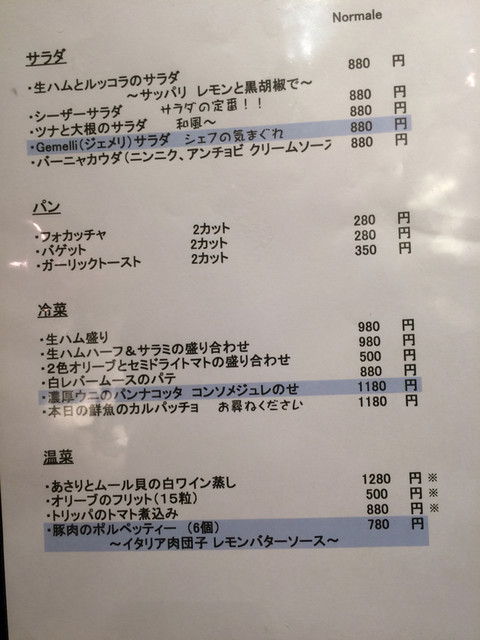 Normale
サラダ
・生ハムとルッコラのサラダ 880 円
～サッパリ レモンと黒胡椒で～
・シーザーサラダ サラダの定番！！ 880 円
・ツナと大根のサラダ 和風～ 880 円
・Gemelli（ジェメリ）サラダ シェフの気まぐれ 880 円
・バーニャカウダ（ニンニク、アンチョビ クリームソース 880 円
パン
・フォカッチャ 2カット 280 円
・バゲット 2カット 280 円
・ガーリックトースト 2カット 350 円
冷菜
・生ハム盛り 980 円
・生ハムハーフ＆サラミの盛り合わせ 980 円
・2色オリーブとセミドライトマトの盛り合わせ 500 円
・白レバームースのパテ 880 円
・濃厚ウニのパンナコッタ コンソメジュレのせ 1180 円
・本日の鮮魚のカルパッチョ お尋ねください 1180 円
温菜
・あさりとムール貝の白ワイン蒸し 1280 円 ※
・オリーブのフリット（15粒） 500 円 ※
・トリッパのトマト煮込み 880 円 ※
・豚肉のポルペッティー （6個） 780 円
～イタリア肉団子 レモンバターソース～